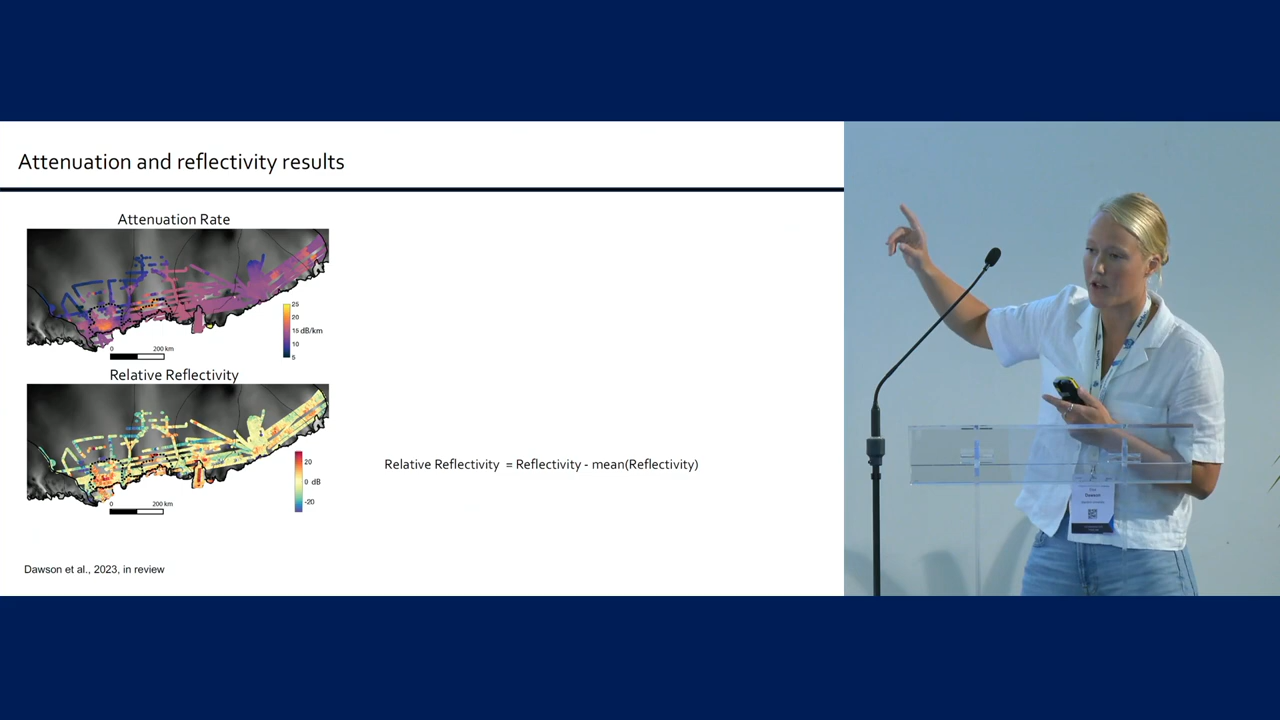 Attenuation and reflectivity results
Attenuation Rate
25
20
15 dB/km
10
5
0 200 km
Relative Reflectivity
20
0 dB
-20
0 200 km
Relative Reflectivity = Reflectivity - mean(Reflectivity)
Dawson et al., 2023, in review
Dawson